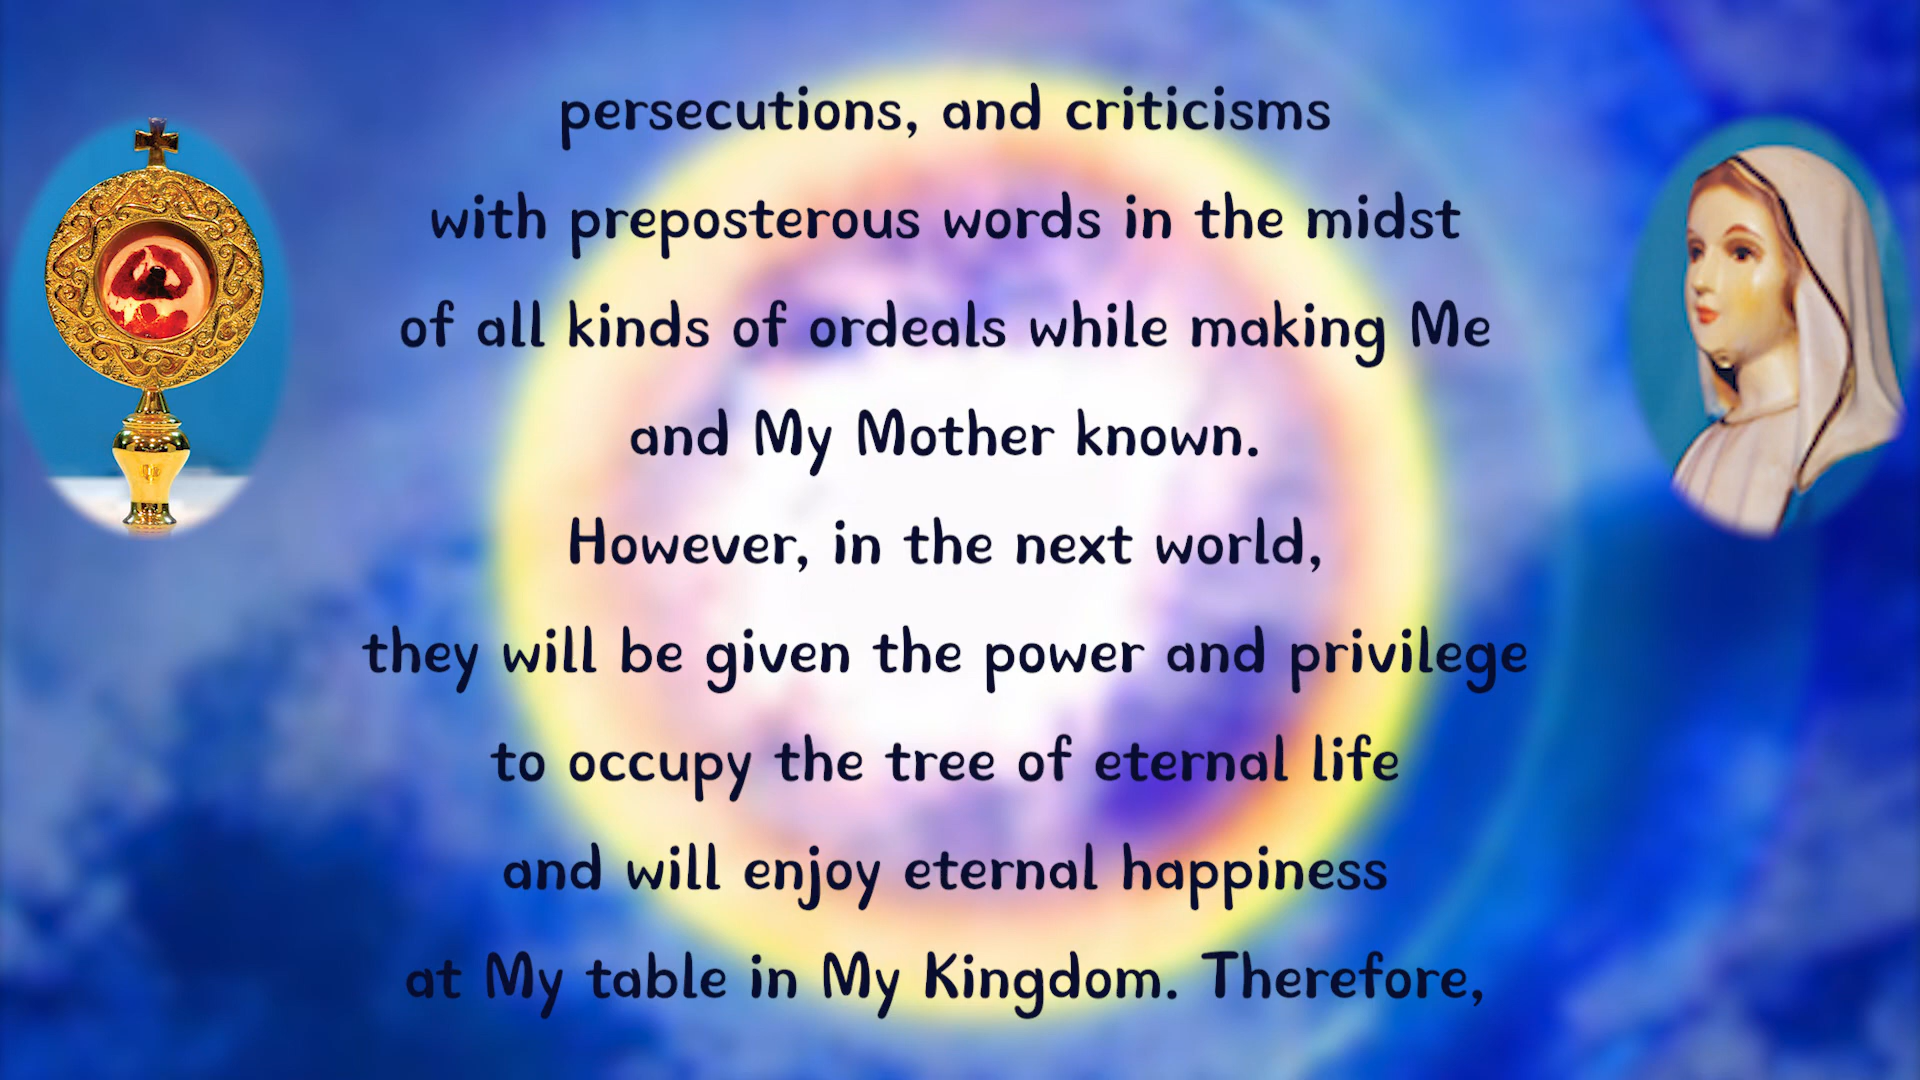 persecutions, and criticisms
with preposterous words in the midst
of all kinds of ordeals while making Me
and My Mother known.
However, in the next world,
they will be given the power and privilege
to occupy the tree of eternal life
and will enjoy eternal happiness
at My table in My Kingdom. Therefore,